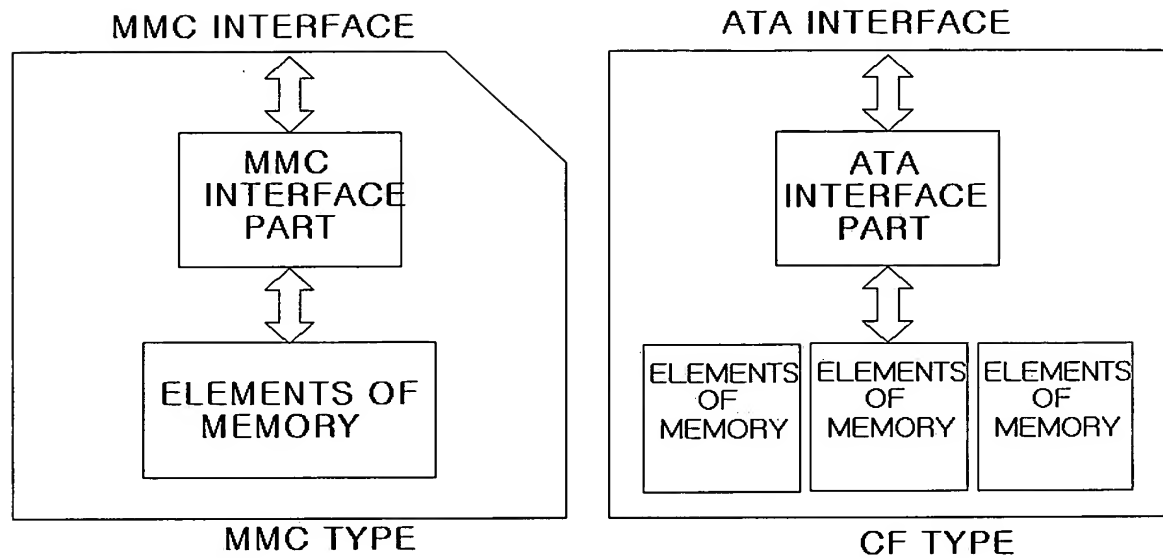 MMC INTERFACE
MMC
INTERFACE
PART
ELEMENTS OF
MEMORY
MMC TYPE
ATA INTERFACE
ATA
INTERFACE
PART
ELEMENTS
OF
MEMORY
ELEMENTS
OF
MEMORY
ELEMENTS
OF
MEMORY
CF TYPE